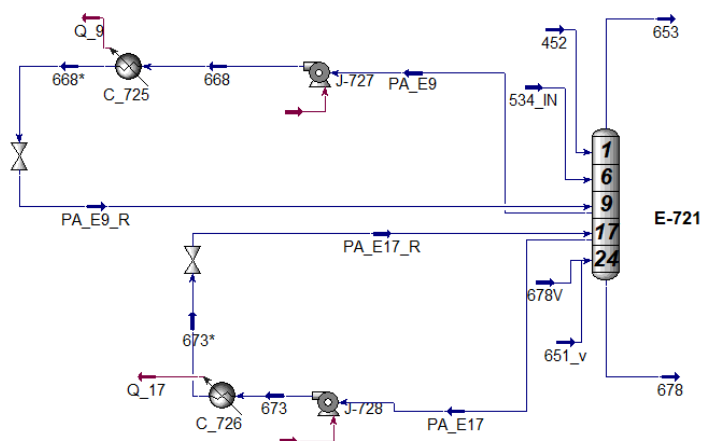 Q_9
452
653
668*
668
J-727
PA_E9
C_725
534_IN
1
6
9
17
24
E-721
PA_E9_R
PA_E17_R
678V
651_v
673*
Q_17
673
J-728
C_726
PA_E17
678